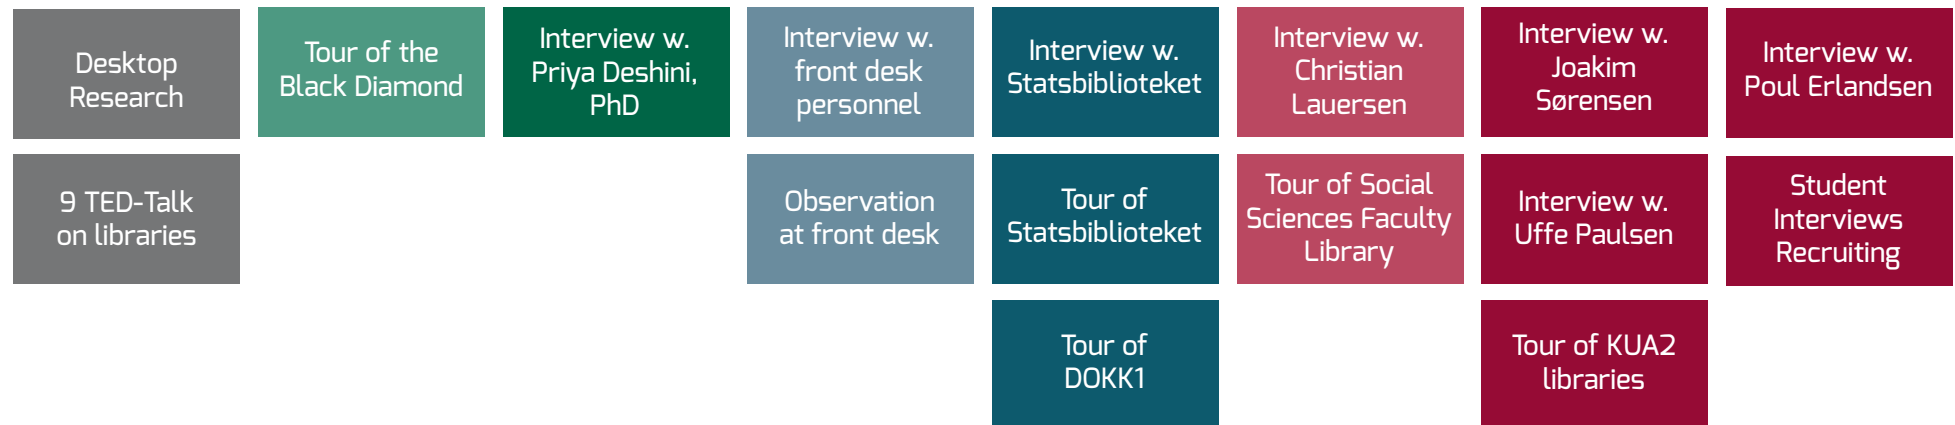 Desktop
Research
Tour of the
Black Diamond
Interview w.
Priya Deshini,
PhD
Interview w.
front desk
personnel
Interview w.
Statsbiblioteket
Interview w.
Christian
Lauersen
Interview w.
Joakim
Sørensen
Interview w.
Poul Erlandsen
9 TED-Talk
on libraries
Observation
at front desk
Tour of
Statsbiblioteket
Tour of Social
Sciences Faculty
Library
Interview w.
Uffe Paulsen
Student
Interviews
Recruiting
Tour of
DOKK1
Tour of KUA2
libraries